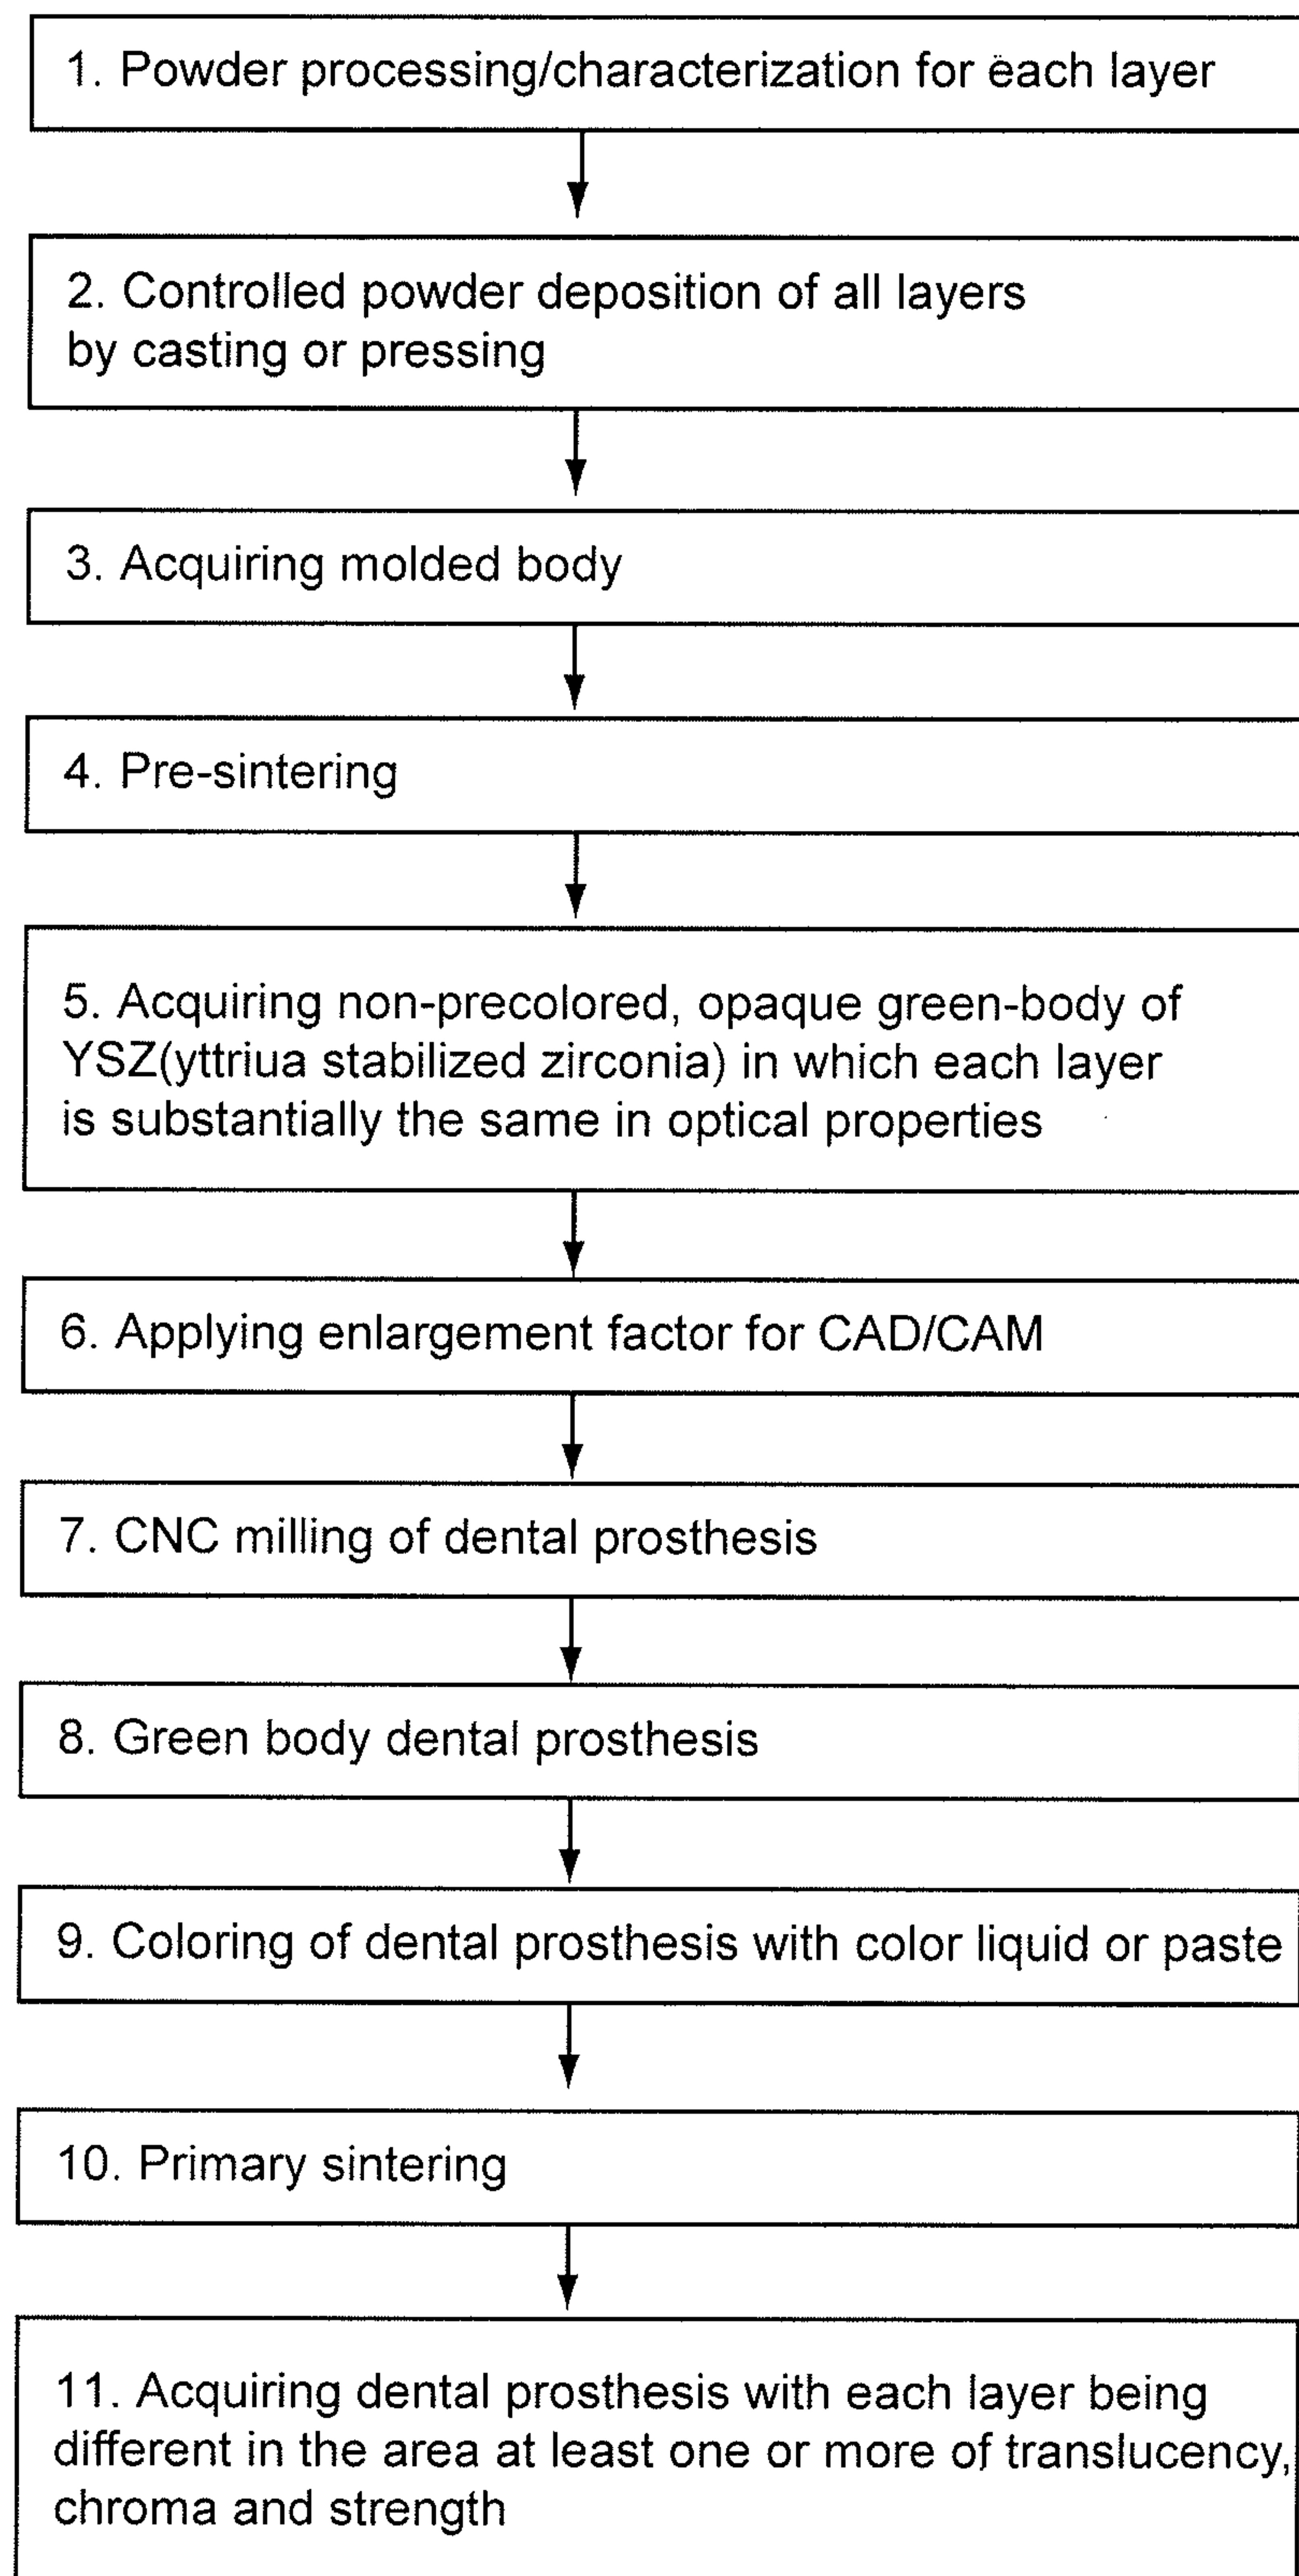 1. Powder processing/characterization for each layer
2. Controlled powder deposition of all layers
by casting or pressing
3. Acquiring molded body
4. Pre-sintering
5. Acquiring non-precolored, opaque green-body of
YSZ(yttriua stabilized zirconia) in which each layer
is substantially the same in optical properties
6. Applying enlargement factor for CAD/CAM
7. CNC milling of dental prosthesis
8. Green body dental prosthesis
9. Coloring of dental prosthesis with color liquid or paste
10. Primary sintering
11. Acquiring dental prosthesis with each layer being
different in the area at least one or more of translucency,
chroma and strength